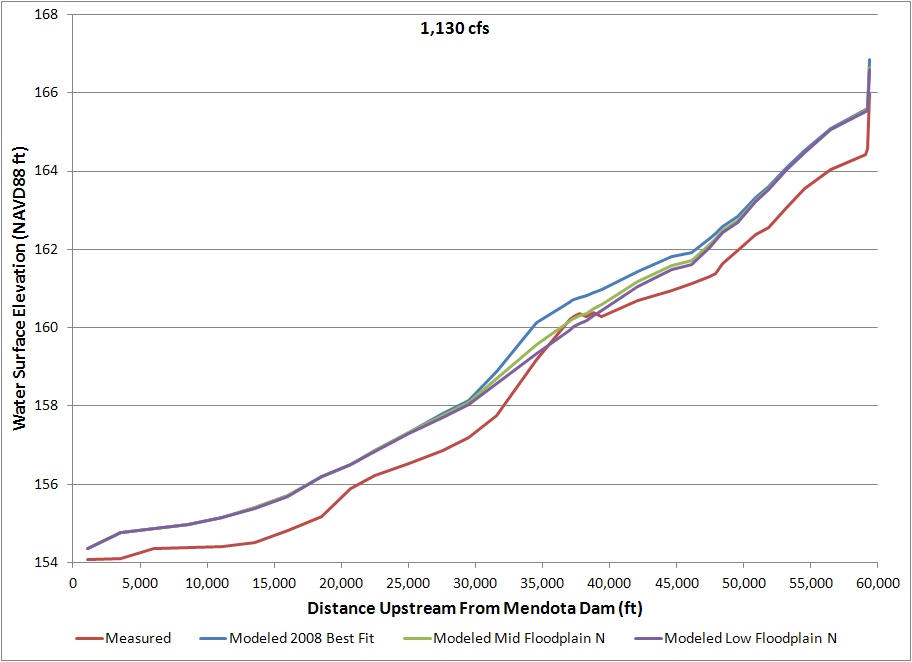 1,130 cfs
168
166
164
162
160
158
156
154
Water Surface Elevation (NAVD88 ft)
0 5,000 10,000 15,000 20,000 25,000 30,000 35,000 40,000 45,000 50,000 55,000 60,000
Distance Upstream From Mendota Dam (ft)
Measured Modeled 2008 Best Fit Modeled Mid Floodplain N Modeled Low Floodplain N